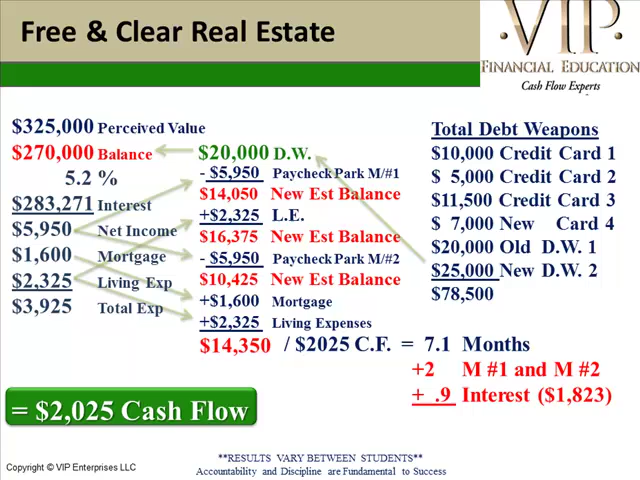 Free & Clear Real Estate
VIP
FINANCIAL EDUCATION
Cash Flow Experts
$325,000 Perceived Value
$270,000 Balance
5.2 %
$283,271 Interest
$5,950 Net Income
$1,600 Mortgage
$2,325 Living Exp
$3,925 Total Exp
= $2,025 Cash Flow
$20,000 D.W.
- $5,950 Paycheck Park M/#1
$14,050 New Est Balance
+$2,325 L.E.
$16,375 New Est Balance
- $5,950 Paycheck Park M/#2
$10,425 New Est Balance
+$1,600 Mortgage
+$2,325 Living Expenses
$14,350 / $2025 C.F. = 7.1 Months
+2 M #1 and M #2
+ .9 Interest ($1,823)
Total Debt Weapons
$10,000 Credit Card 1
$ 5,000 Credit Card 2
$11,500 Credit Card 3
$ 7,000 New Card 4
$20,000 Old D.W. 1
$25,000 New D.W. 2
$78,500
**RESULTS VARY BETWEEN STUDENTS**
Accountability and Discipline are Fundamental to Success
Copyright © VIP Enterprises LLC